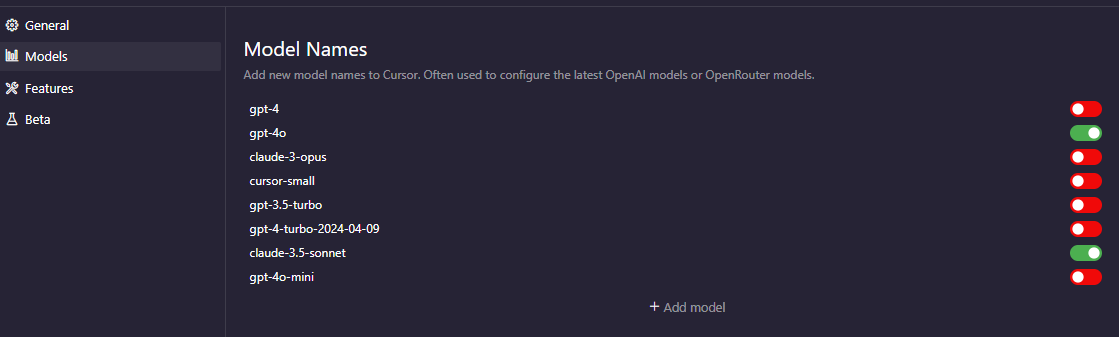 General
Models
Features
Beta
Model Names
Add new model names to Cursor. Often used to configure the latest OpenAI models or OpenRouter models.
gpt-4
gpt-4o
claude-3-opus
cursor-small
gpt-3.5-turbo
gpt-4-turbo-2024-04-09
claude-3.5-sonnet
gpt-4o-mini
+ Add model